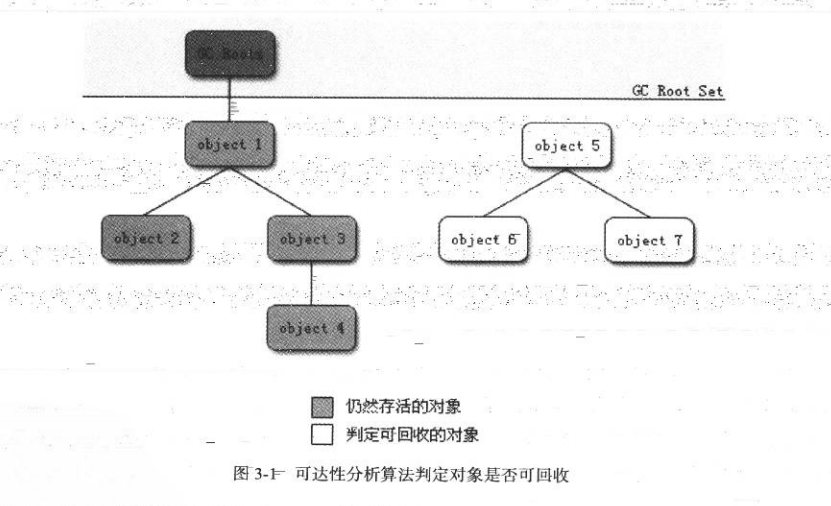 GC Roots
GC Root Set
object 1
object 5
object 2
object 3
object 6
object 7
object 4
仍然存活的对象
判定可回收的对象
图 3-1 可达性分析算法判定对象是否可回收